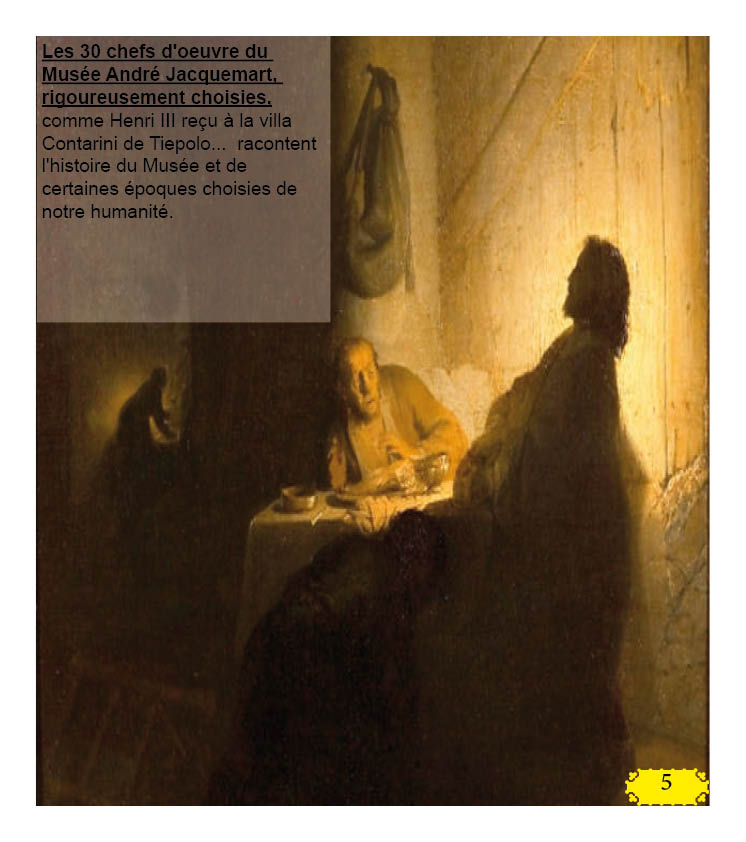 Les 30 chefs d'oeuvre du
Musée André Jacquemart,
rigoureusement choisies,
comme Henri III reçu à la villa
Contarini de Tiepolo... racontent
l'histoire du Musée et de
certaines époques choisies de
notre humanité.
5